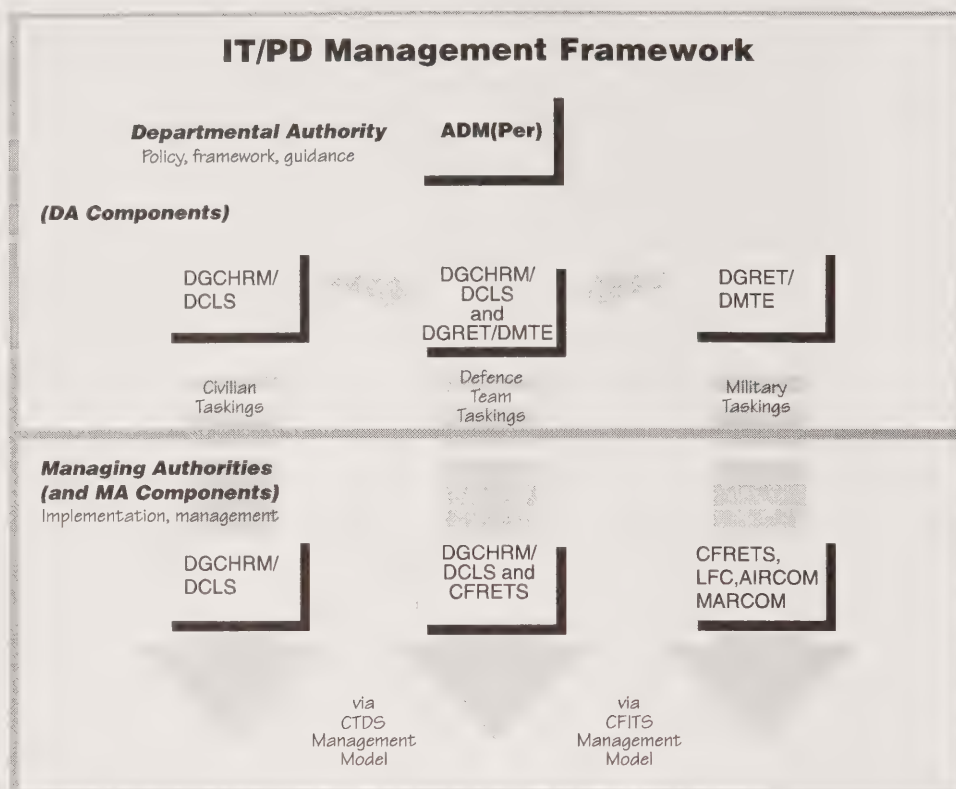 IT/PD Management Framework
Departmental Authority
Policy, framework, guidance
ADM(Per)
(DA Components)
DGCHRM/
DCLS
DGCHRM/
DCLS
and
DGRET/DMTE
DGRET/
DMTE
Civilian
Taskings
Defence
Team
Taskings
Military
Taskings
Managing Authorities
(and MA Components)
Implementation, management
DGCHRM/
DCLS
DGCHRM/
DCLS and
CFRETS
CFRETS,
LFC,AIRCOM
MARCOM
via
CTDS
Management
Model
via
CFITS
Management
Model